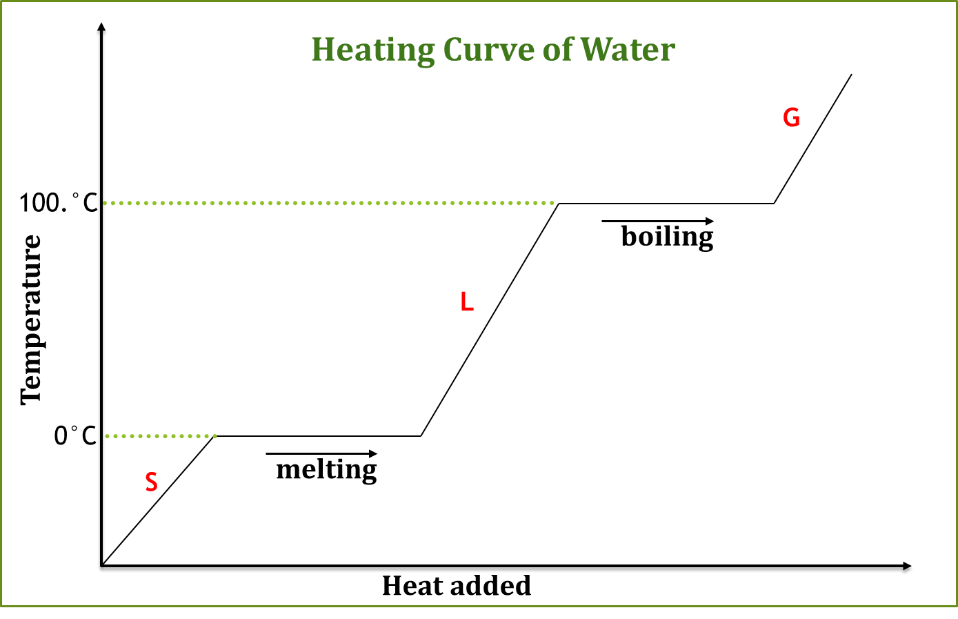 Heating Curve of Water
G
100.°C
boiling
Temperature
L
0°C
melting
S
Heat added